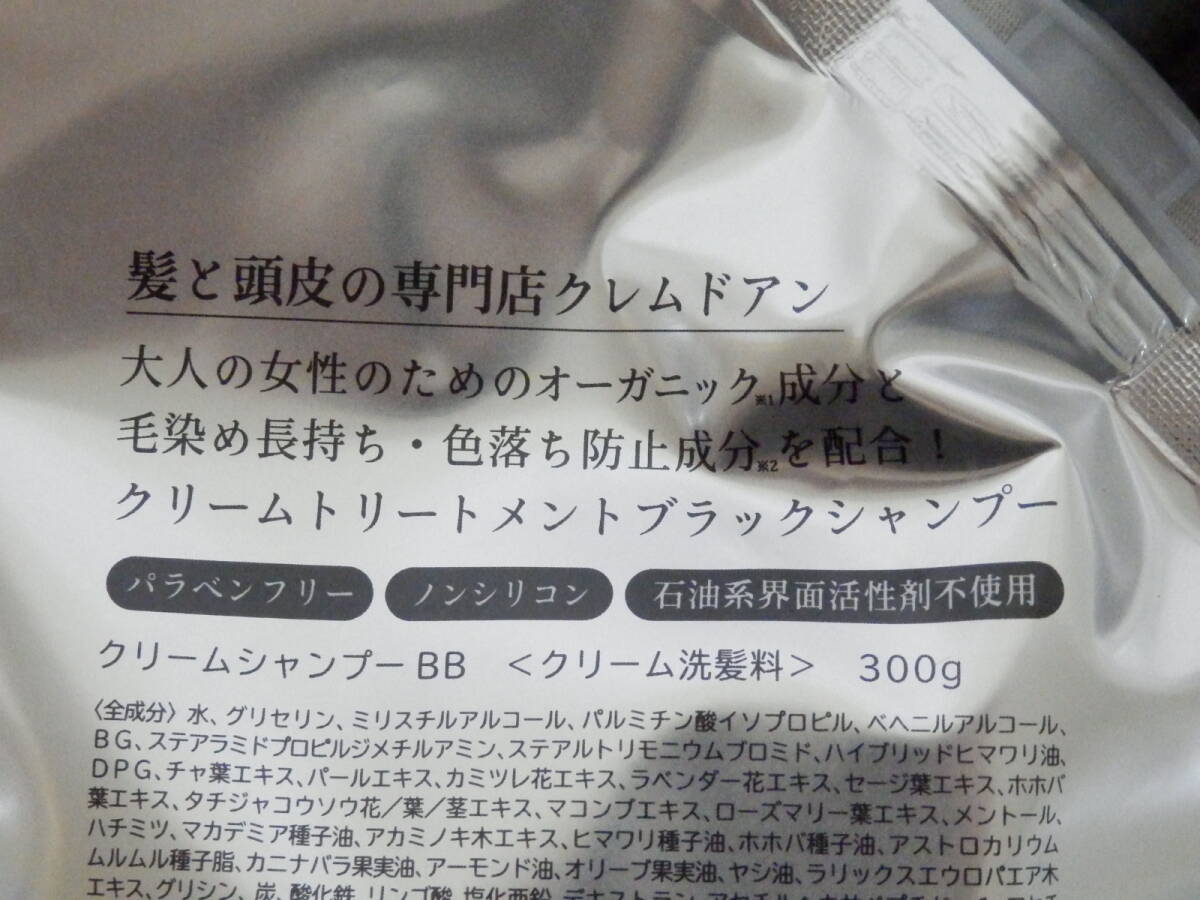 髪と頭皮の専門店クレムドアン
大人の女性のためのオーガニック※1成分と
毛染め長持ち・色落ち防止成分※2を配合！
クリームトリートメントブラックシャンプー
パラベンフリー ノンシリコン 石油系界面活性剤不使用
クリームシャンプーBB ＜クリーム洗髪料＞ 300g
〈全成分〉水、グリセリン、ミリスチルアルコール、パルミチン酸イソプロピル、ベヘニルアルコール、
BG、ステアラミドプロピルジメチルアミン、ステアルトリモニウムブロミド、ハイブリッドヒマワリ油、
DPG、チャ葉エキス、パールエキス、カミツレ花エキス、ラベンダー花エキス、セージ葉エキス、ホホバ
葉エキス、タチジャコウソウ花／葉／茎エキス、マコンブエキス、ローズマリー葉エキス、メントール、
ハチミツ、マカデミア種子油、アカミノキ木エキス、ヒマワリ種子油、ホホバ種子油、アストロカリウム
ムルムル種子脂、カニナバラ果実油、アーモンド油、オリーブ果実油、ヤシ油、ラリックスエウロパエア木
エキス、グリシン、炭、酸化鉄、リンゴ酸、塩化亜鉛、デキストラン、